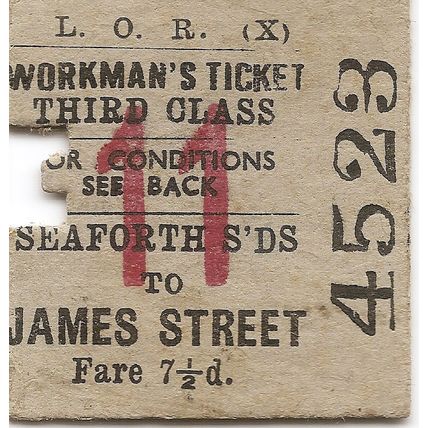 L. O. R. (X)
WORKMAN'S TICKET
THIRD CLASS
OR CONDITIONS
SEE BACK
SEAFORTH S'DS
TO
JAMES STREET
Fare 7½d.
11
4523